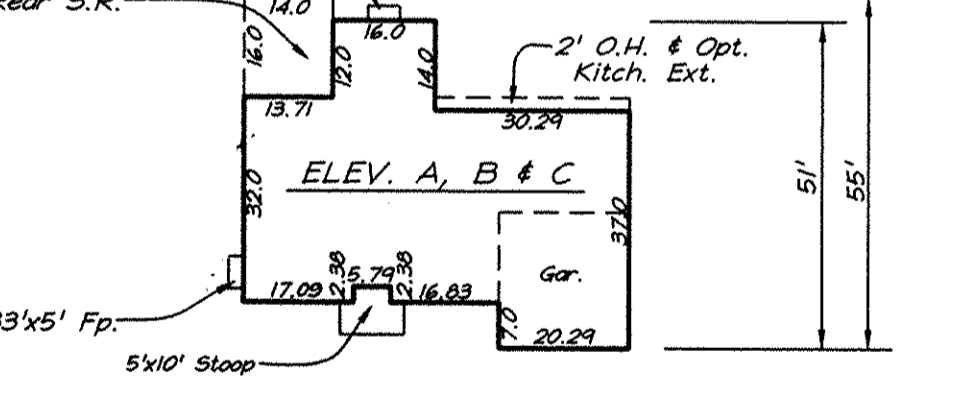 Rear S.R.
14.0
16.0
16.0
12.0
14.0
2' O.H. & Opt.
Kitch. Ext.
13.71
30.29
ELEV. A, B & C
51'
55'
32.0
37.0
Gar.
2.38
5.79
2.38
17.09
16.83
7.0
20.29
33'x5' Fp.
5'x10' Stoop